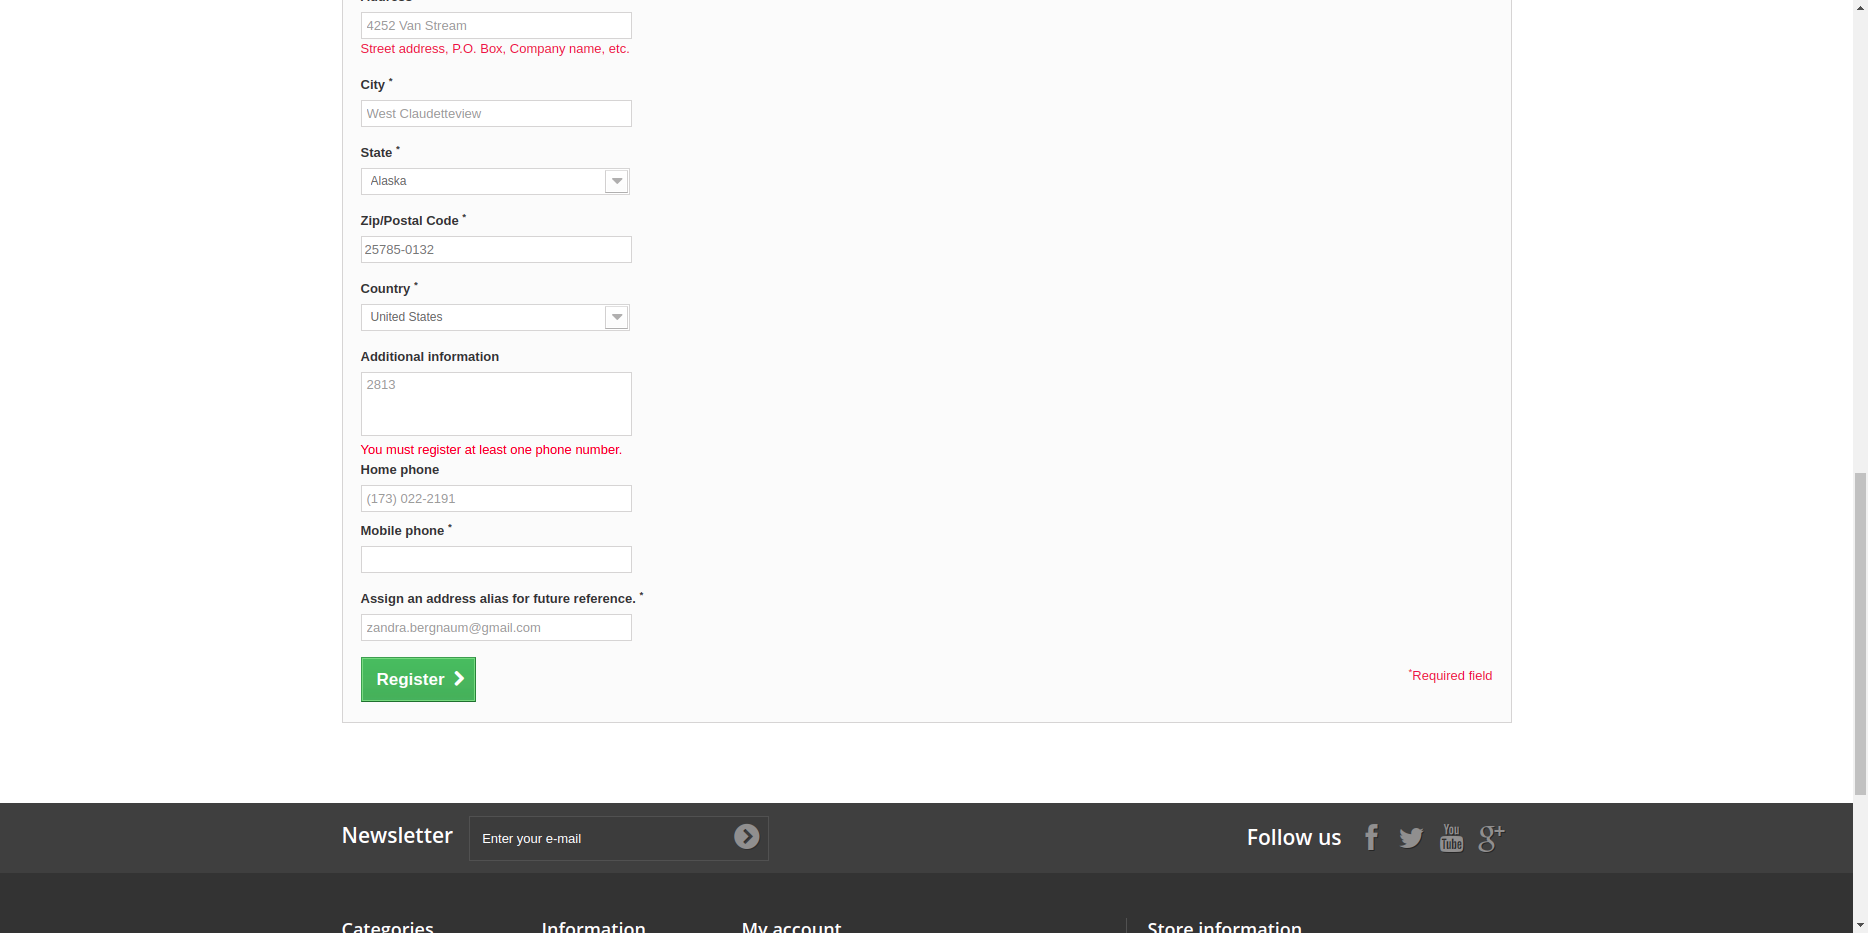 Address
4252 Van Stream
Street address, P.O. Box, Company name, etc.
City *
West Claudetteview
State *
Alaska
Zip/Postal Code *
25785-0132
Country *
United States
Additional information
2813
You must register at least one phone number.
Home phone
(173) 022-2191
Mobile phone *
Assign an address alias for future reference. *
zandra.bergnaum@gmail.com
Register
*Required field
Newsletter
Enter your e-mail
Follow us
f
You Tube
g+
Categories
Information
My account
Store information